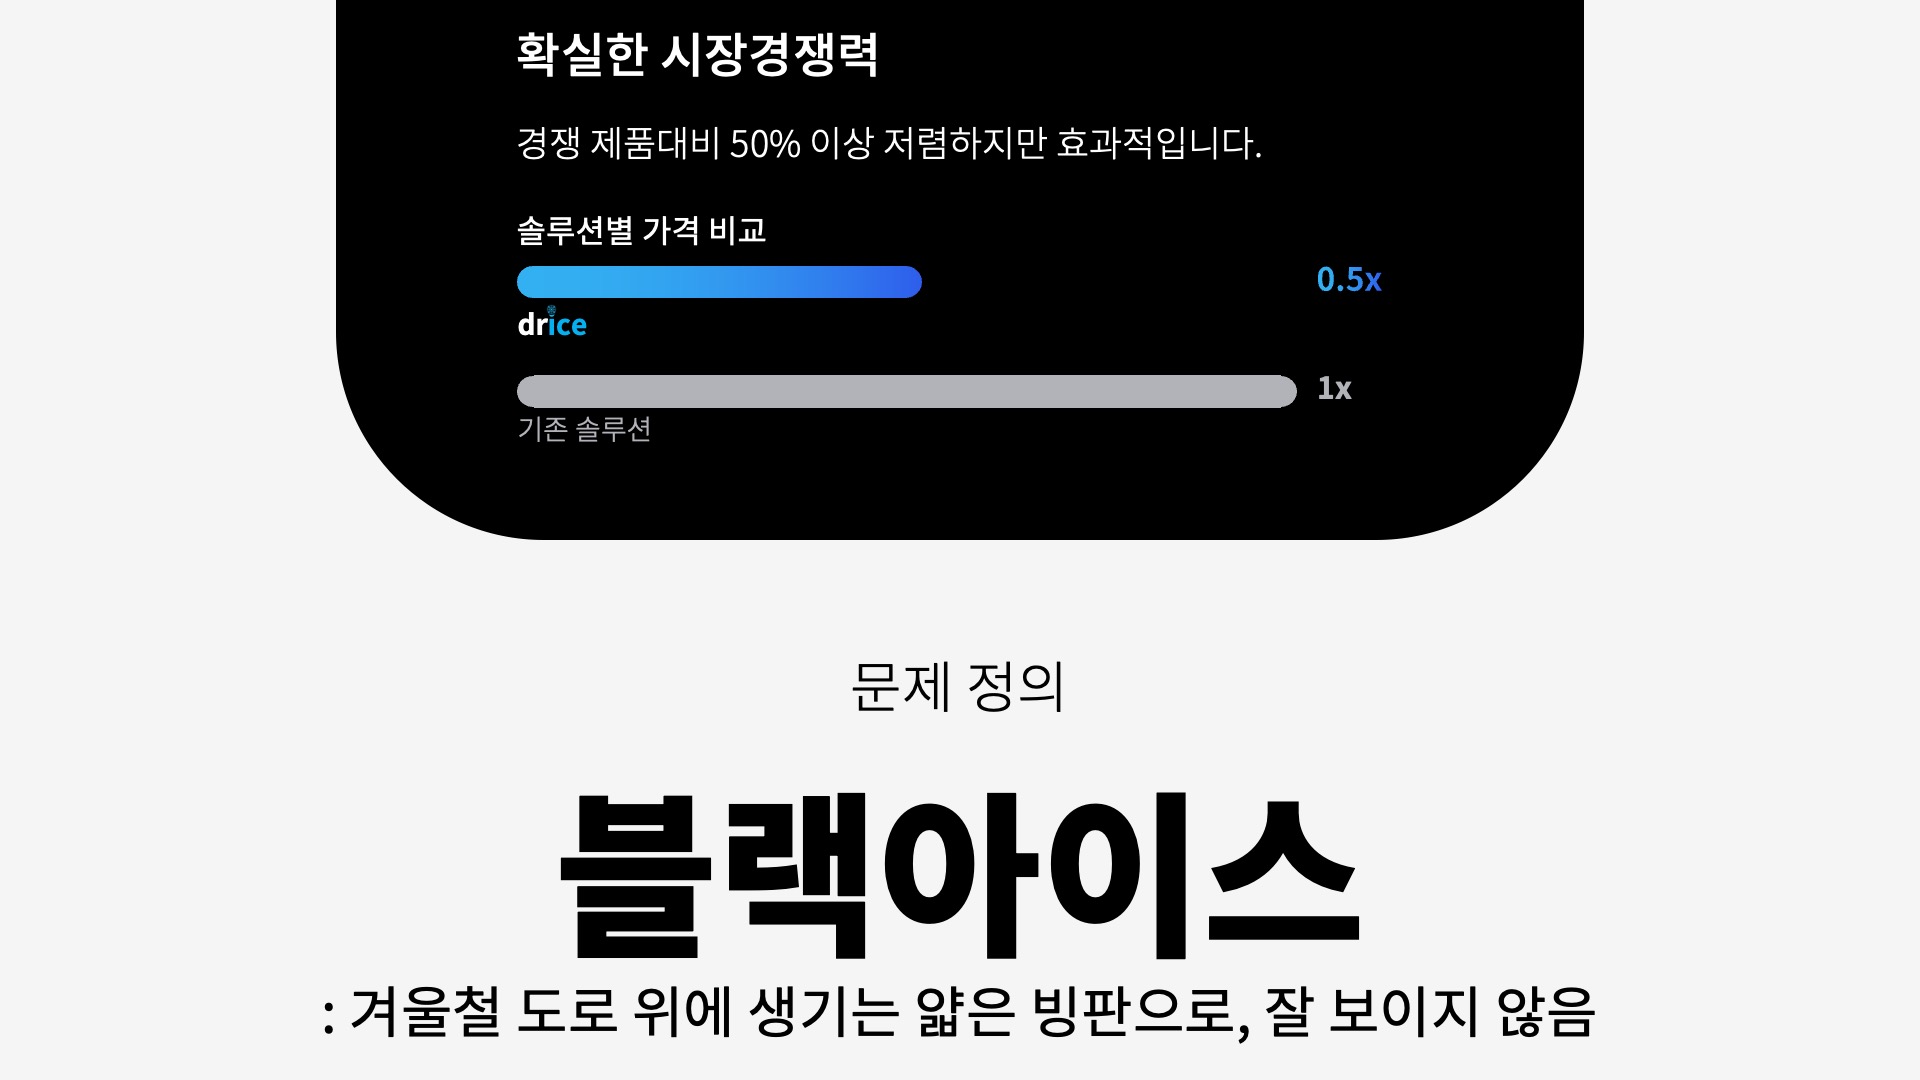 확실한 시장경쟁력
경쟁 제품대비 50% 이상 저렴하지만 효과적입니다.
솔루션별 가격 비교
0.5x
drice
1x
기존 솔루션
문제 정의
블랙아이스
: 겨울철 도로 위에 생기는 얇은 빙판으로, 잘 보이지 않음